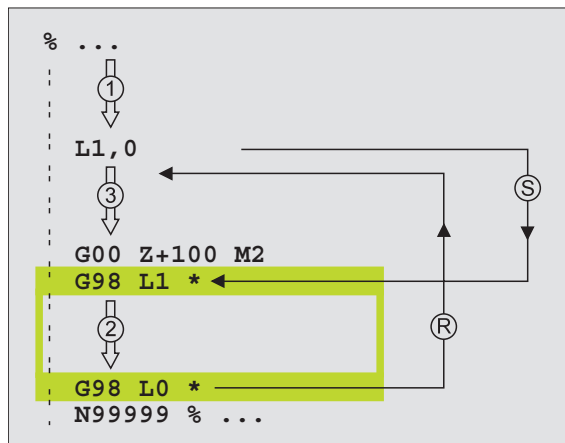 % ...
1
L1,0
S
3
G00 Z+100 M2
G98 L1 *
2
R
G98 L0 *
N99999 % ...